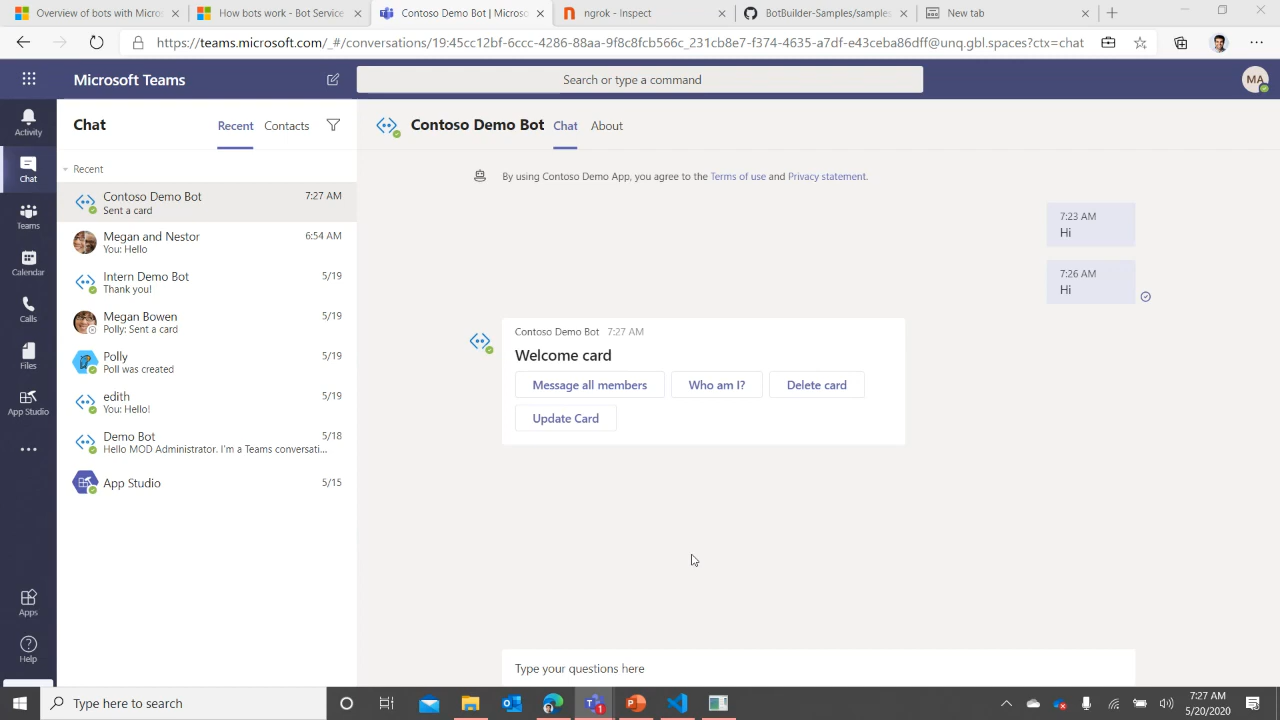 Overview of bots with Micros
How bots work - Bot Service
Contoso Demo Bot | Microso
ngrok - Inspect
BotBuilder-Samples/samples
New tab
https://teams.microsoft.com/_#/conversations/19:45cc12bf-6ccc-4286-88aa-9f8c8fcb566c_231cb8e7-f374-4635-a7df-e43ceba86dff@unq.gbl.spaces?ctx=chat
Microsoft Teams
Search or type a command
MA
Activity
Chat
Teams
Calendar
Calls
Files
App Studio
Apps
Help
Chat
Recent
Contacts
Recent
Contoso Demo Bot 7:27 AM
Sent a card
Megan and Nestor 6:54 AM
You: Hello
Intern Demo Bot 5/19
Thank you!
Megan Bowen 5/19
Polly: Sent a card
Polly 5/19
Poll was created
edith 5/19
You: Hello!
Demo Bot 5/18
Hello MOD Administrator. I'm a Teams conversati...
App Studio 5/15
Contoso Demo Bot Chat About
By using Contoso Demo App, you agree to the Terms of use and Privacy statement.
7:23 AM
Hi
7:26 AM
Hi
Contoso Demo Bot 7:27 AM
Welcome card
Message all members
Who am I?
Delete card
Update Card
Type your questions here
Type here to search
1
7:27 AM
5/20/2020